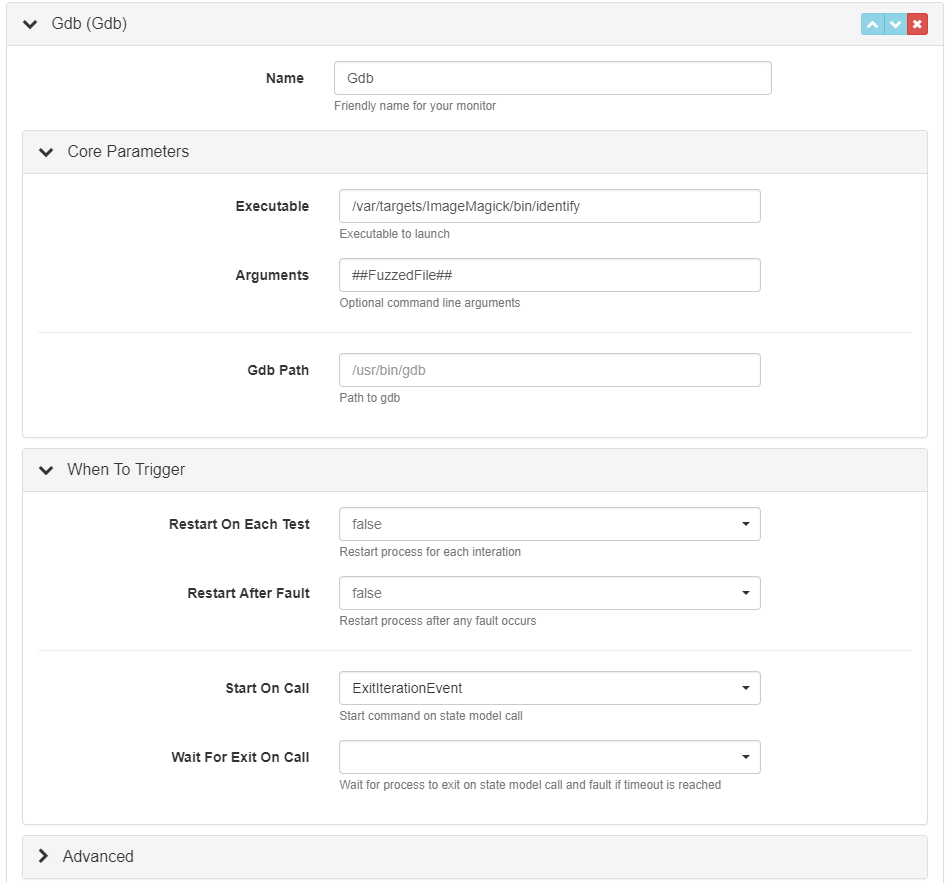 Gdb (Gdb)
Name
Gdb
Friendly name for your monitor
Core Parameters
Executable
/var/targets/ImageMagick/bin/identify
Executable to launch
Arguments
##FuzzedFile##
Optional command line arguments
Gdb Path
/usr/bin/gdb
Path to gdb
When To Trigger
Restart On Each Test
false
Restart process for each interation
Restart After Fault
false
Restart process after any fault occurs
Start On Call
ExitIterationEvent
Start command on state model call
Wait For Exit On Call
Wait for process to exit on state model call and fault if timeout is reached
Advanced